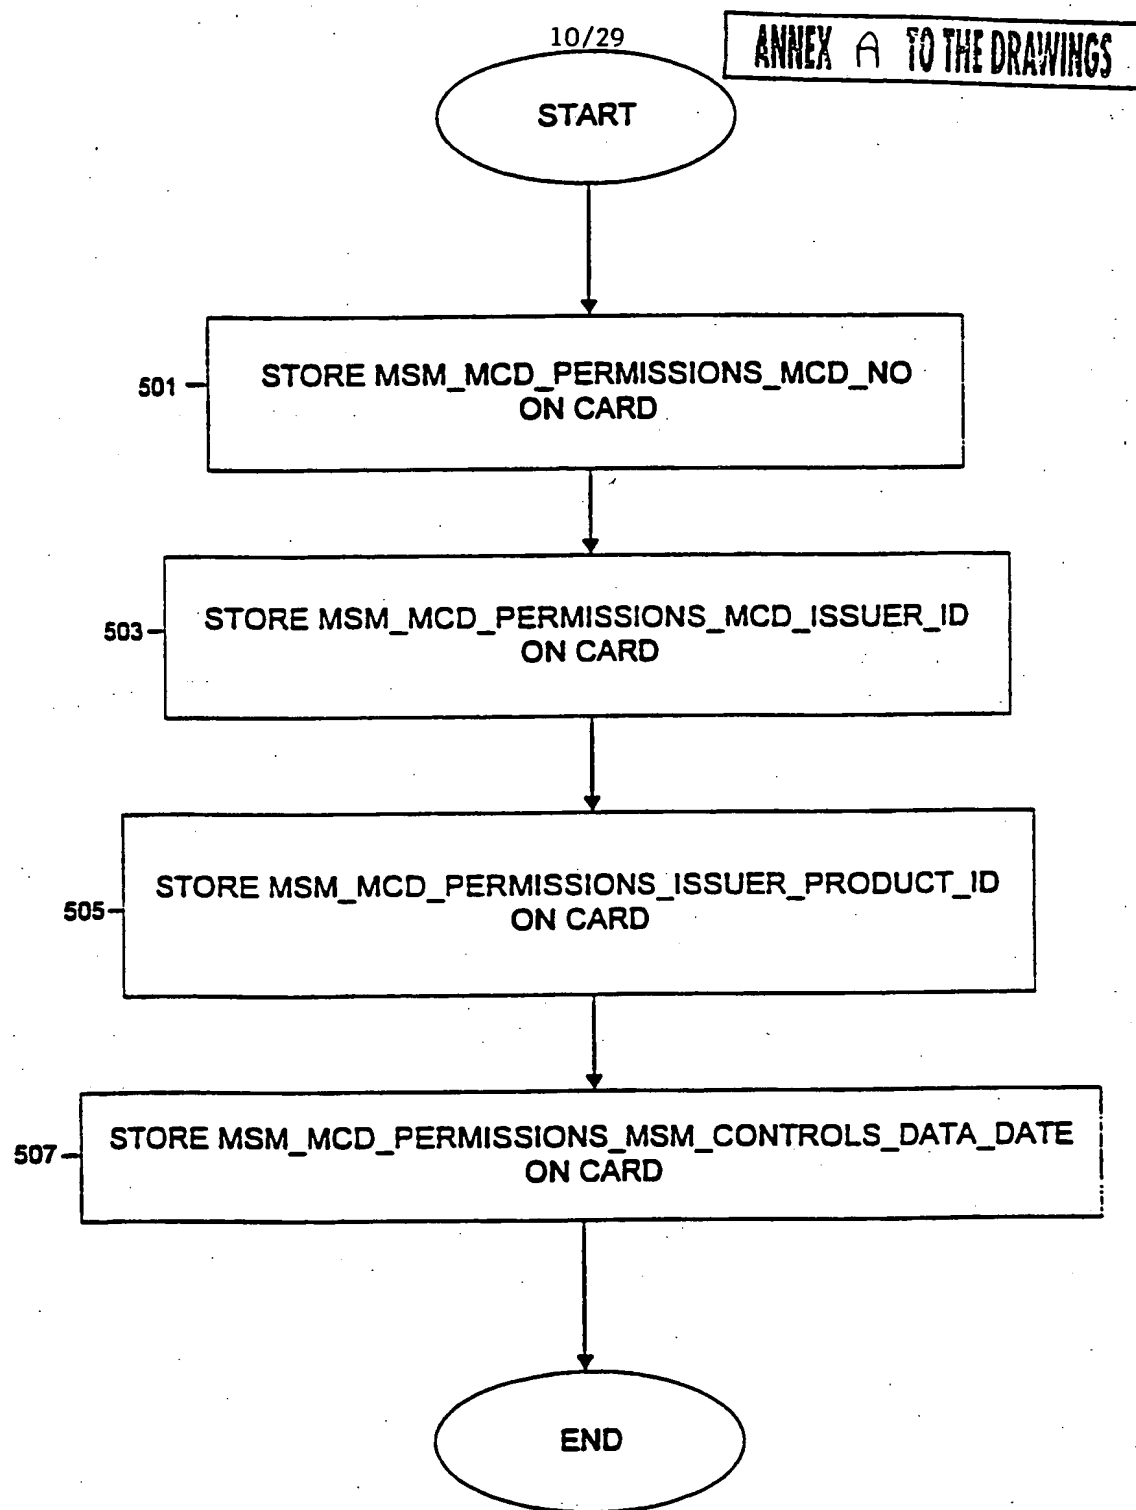 10/29
ANNEX A TO THE DRAWINGS
START
501
STORE MSM_MCD_PERMISSIONS_MCD_NO
ON CARD
503
STORE MSM_MCD_PERMISSIONS_MCD_ISSUER_ID
ON CARD
505
STORE MSM_MCD_PERMISSIONS_ISSUER_PRODUCT_ID
ON CARD
507
STORE MSM_MCD_PERMISSIONS_MSM_CONTROLS_DATA_DATE
ON CARD
END